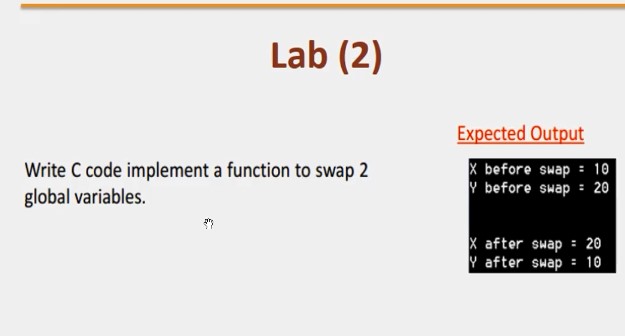 Lab (2)
Expected Output
Write C code implement a function to swap 2
global variables.
X before swap = 10
Y before swap = 20
X after swap = 20
Y after swap = 10